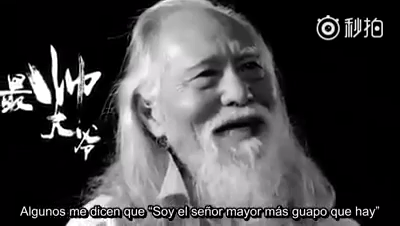 秒拍
最帅大爷
Algunos me dicen que "Soy el señor mayor más guapo que hay"